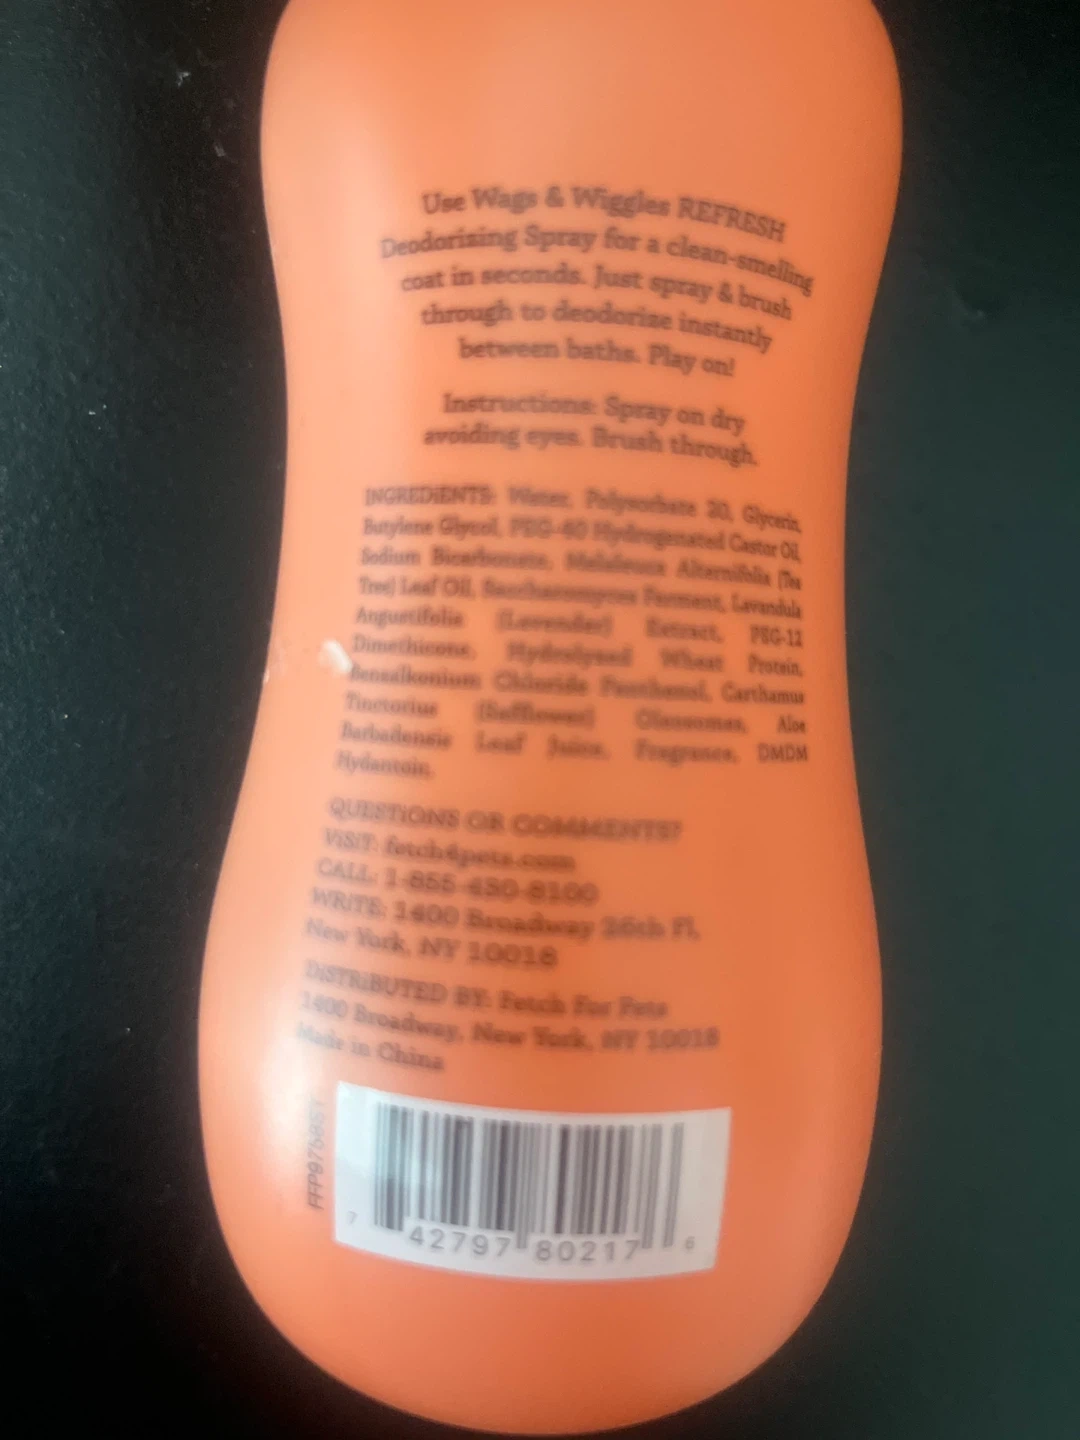 Use Wags & Wiggles REFRESH
Deodorizing Spray for a clean-smelling
coat in seconds. Just spray & brush
through to deodorize instantly
between baths. Play on!
Instructions: Spray on dry
avoiding eyes. Brush through.
INGREDiENTS: Water, Polysorbate 20, Glycerin,
Butylene Glycol, PEG-40 Hydrogenated Castor Oil,
Sodium Bicarbonate, Melaleuca Alternifolia (Tea
Tree) Leaf Oil, Saccharomyces Ferment, Lavandula
Angustifolia (Lavender) Extract, PEG-12
Dimethicone, Hydrolyzed Wheat Protein,
Benzalkonium Chloride Panthenol, Carthamus
Tinctorius (Safflower) Oleosomes, Aloe
Barbadensis Leaf Juice, Fragrance, DMDM
Hydantoin.
QUESTiONS OR COMMENTS?
ViSiT: fetch4pets.com
CALL: 1-855-450-8100
WRiTE: 1400 Broadway 26th Fl,
New York, NY 10018
DiSTRiBUTED BY: Fetch For Pets
1400 Broadway, New York, NY 10018
Made in China
FFP9758ST
7 42797 80217 6